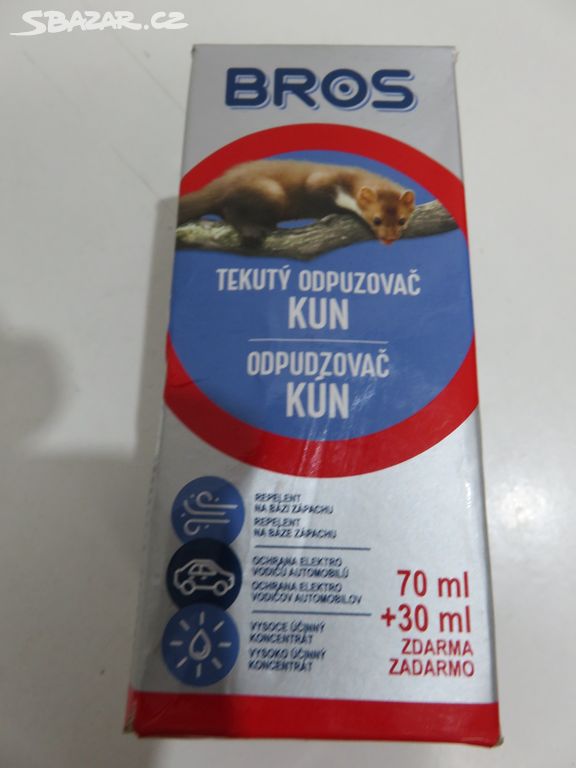 SBAZAR.CZ
BROS
TEKUTÝ ODPUZOVAČ
KUN
ODPUDZOVAČ
KÚN
REPELENT
NA BÁZI ZÁPACHU
REPELENT
NA BÁZE ZÁPACHU
OCHRANA ELEKTRO
VODIČŮ AUTOMOBILŮ
OCHRANA ELEKTRO
VODIČOV AUTOMOBILOV
VYSOCE ÚČINNÝ
KONCENTRÁT
VYSOKO ÚČINNÝ
KONCENTRÁT
70 ml
+30 ml
ZDARMA
ZADARMO